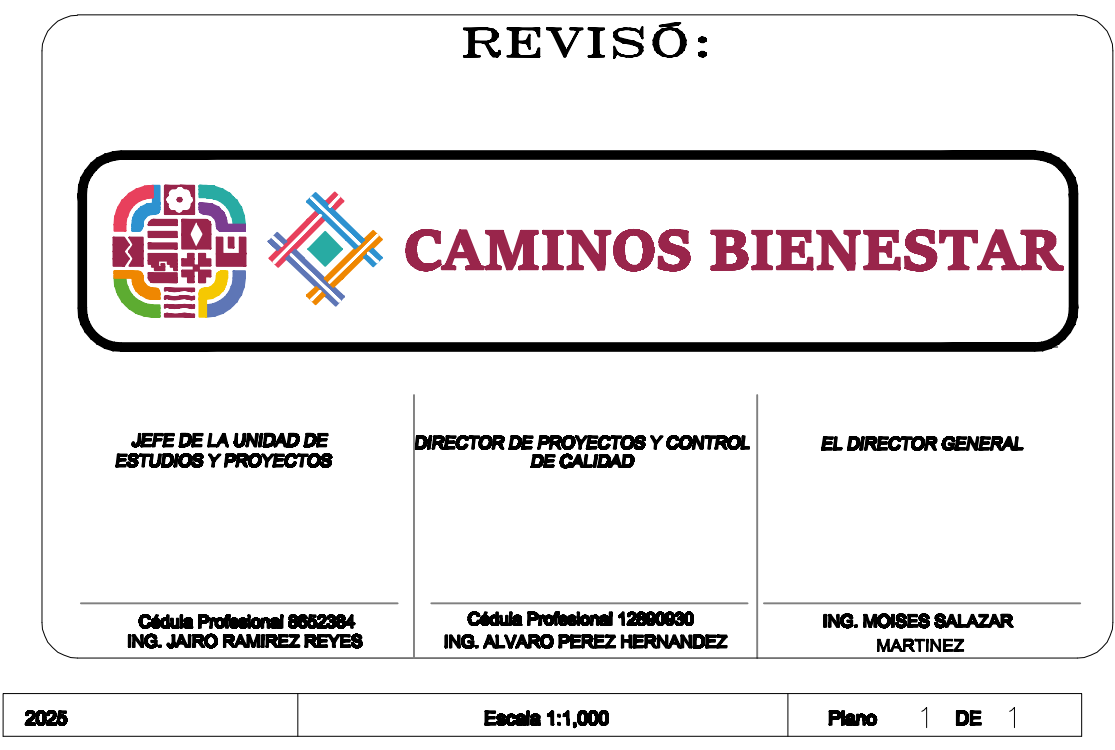 REVISÓ:
CAMINOS BIENESTAR
JEFE DE LA UNIDAD DE
ESTUDIOS Y PROYECTOS
DIRECTOR DE PROYECTOS Y CONTROL
DE CALIDAD
EL DIRECTOR GENERAL
Cédula Profesional 8652384
ING. JAIRO RAMIREZ REYES
Cédula Profesional 12890930
ING. ALVARO PEREZ HERNANDEZ
ING. MOISES SALAZAR
MARTINEZ
2025
Escala 1:1,000
Plano 1 DE 1